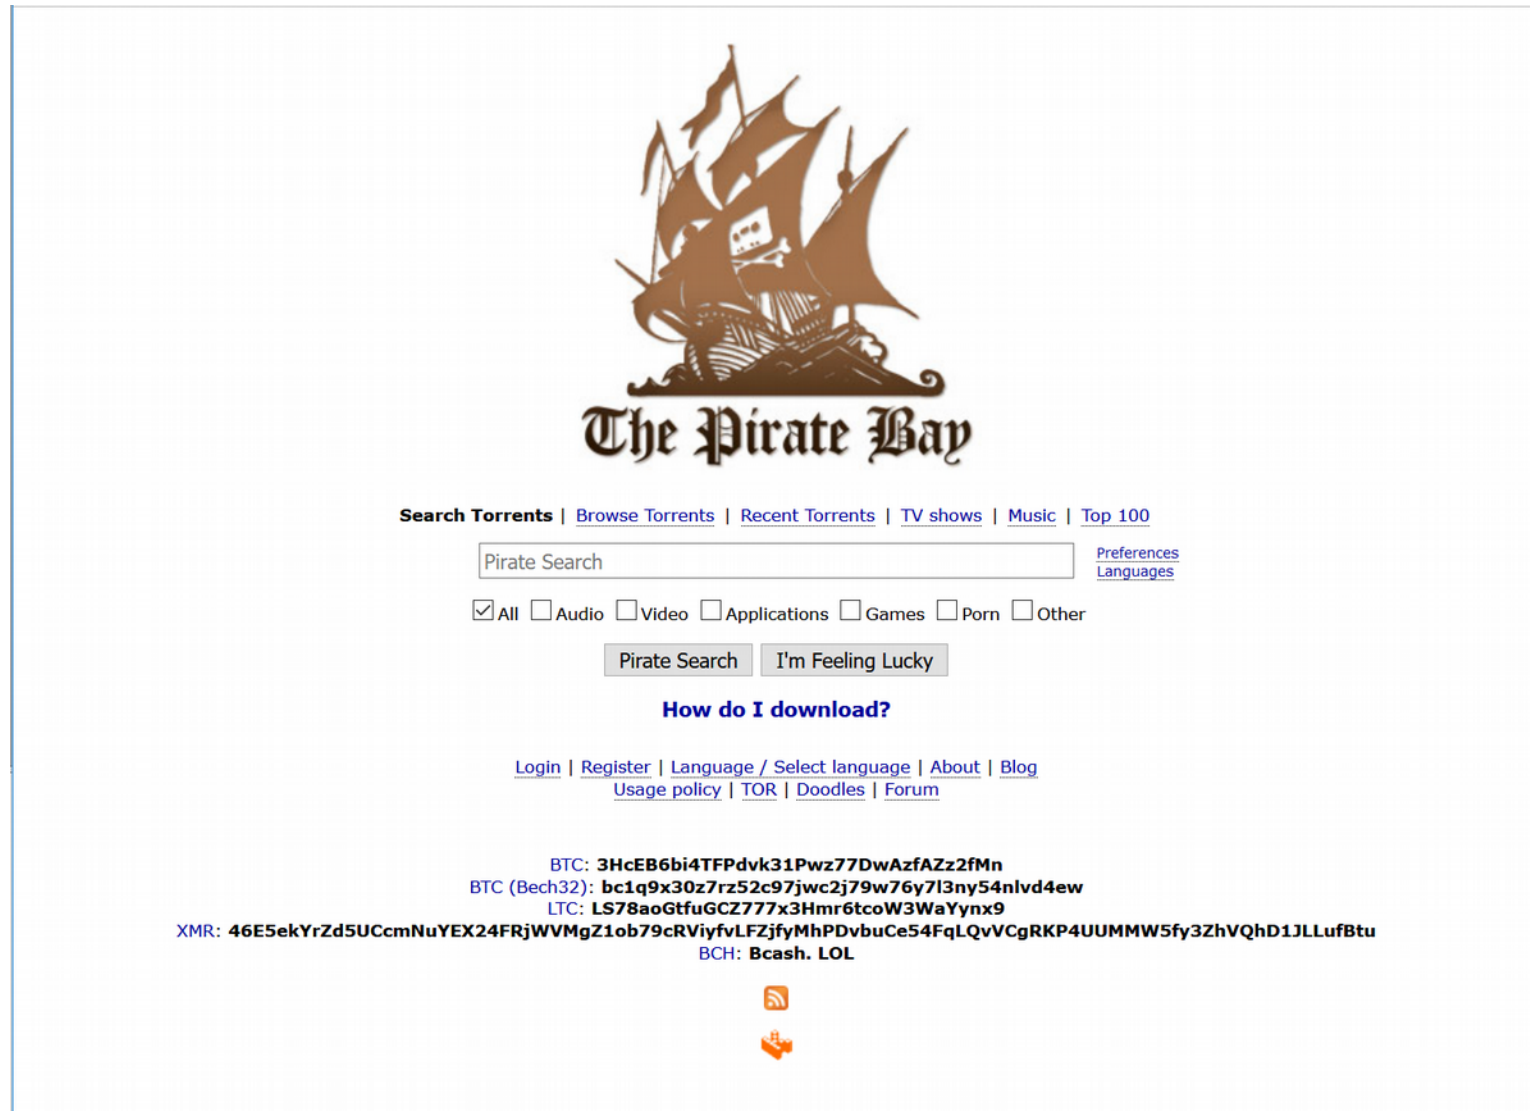 The Pirate Bay
Search Torrents | Browse Torrents | Recent Torrents | TV shows | Music | Top 100
Pirate Search
Preferences
Languages
All Audio Video Applications Games Porn Other
Pirate Search I'm Feeling Lucky
How do I download?
Login | Register | Language / Select language | About | Blog
Usage policy | TOR | Doodles | Forum
BTC: 3HcEB6bi4TFPdvk31Pwz77DwAzfAZz2fMn
BTC (Bech32): bc1q9x30z7rz52c97jwc2j79w76y7l3ny54nlvd4ew
LTC: LS78aoGtfuGCZ777x3Hmr6tcoW3WaYynx9
XMR: 46E5ekYrZd5UCcmNuYEX24FRjWVMgZ1ob79cRViyfvLFZjfyMhPDvbuCe54FqLQvVCgRKP4UUMMW5fy3ZhVQhD1JLLufBtu
BCH: Bcash. LOL